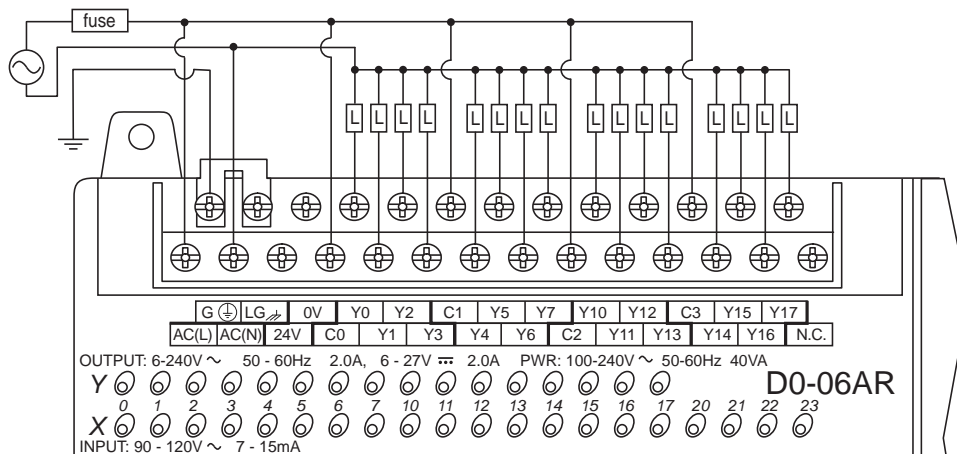 fuse
L L L L L L L L L L L L L L L
G LG 0V Y0 Y2 C1 Y5 Y7 Y10 Y12 C3 Y15 Y17
AC(L) AC(N) 24V C0 Y1 Y3 Y4 Y6 C2 Y11 Y13 Y14 Y16 N.C.
OUTPUT: 6-240V ~ 50 - 60Hz 2.0A, 6 - 27V ⎓ 2.0A PWR: 100-240V ~ 50-60Hz 40VA
Y D0-06AR
0 1 2 3 4 5 6 7 10 11 12 13 14 15 16 17 20 21 22 23
X
INPUT: 90 - 120V ~ 7 - 15mA